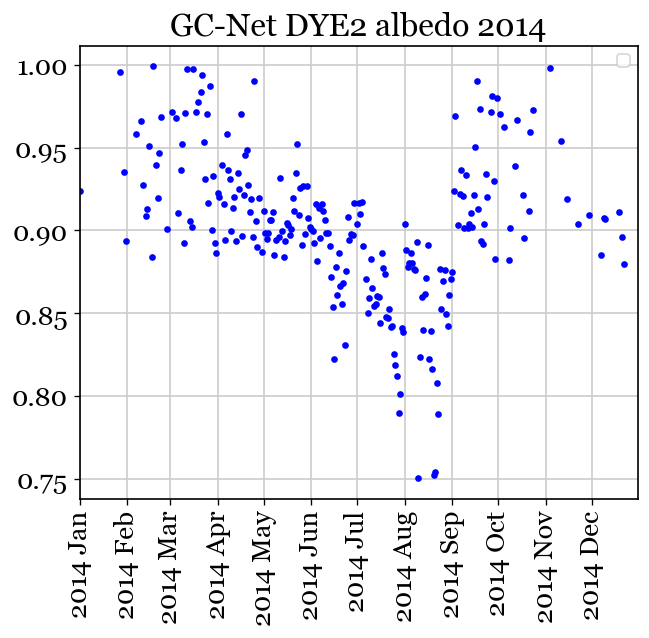 GC-Net DYE2 albedo 2014
1.00
0.95
0.90
0.85
0.80
0.75
2014 Jan
2014 Feb
2014 Mar
2014 Apr
2014 May
2014 Jun
2014 Jul
2014 Aug
2014 Sep
2014 Oct
2014 Nov
2014 Dec